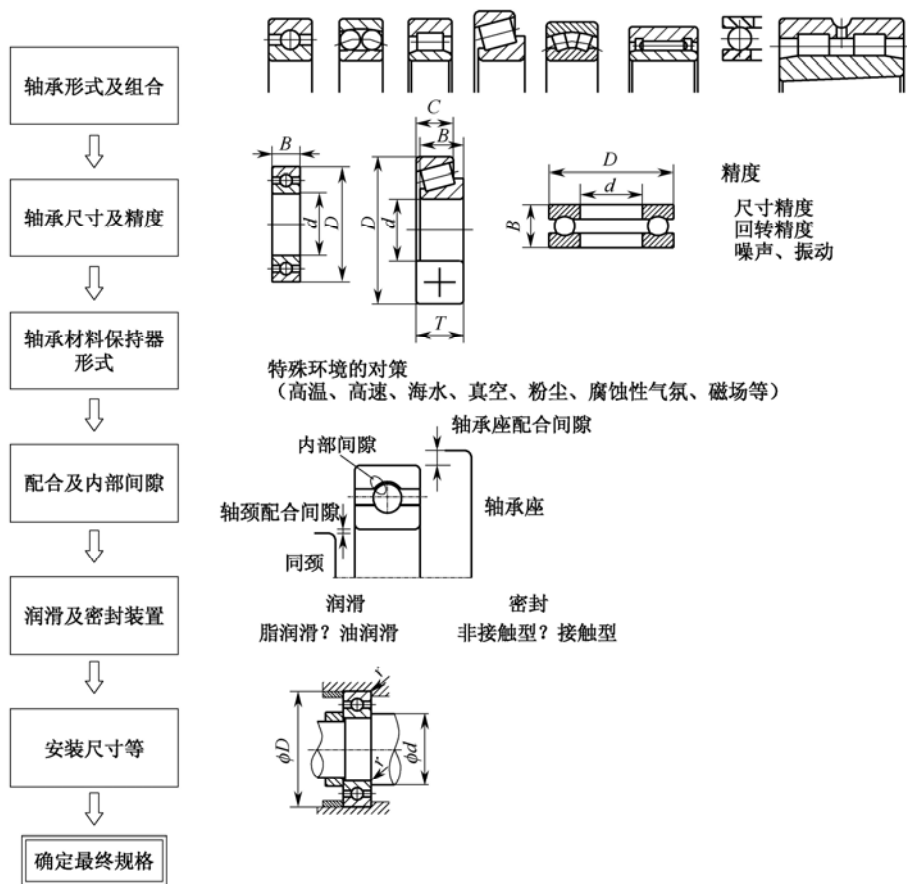 轴承形式及组合
轴承尺寸及精度
B
d
D
C
B
D
d
T
D
d
B
精度
尺寸精度
回转精度
噪声、振动
轴承材料保持器
形式
特殊环境的对策
（高温、高速、海水、真空、粉尘、腐蚀性气氛、磁场等）
配合及内部间隙
轴承座配合间隙
内部间隙
轴颈配合间隙
轴承座
同颈
润滑及密封装置
润滑
密封
脂润滑？油润滑
非接触型？接触型
安装尺寸等
r
ϕD
r
ϕd
确定最终规格